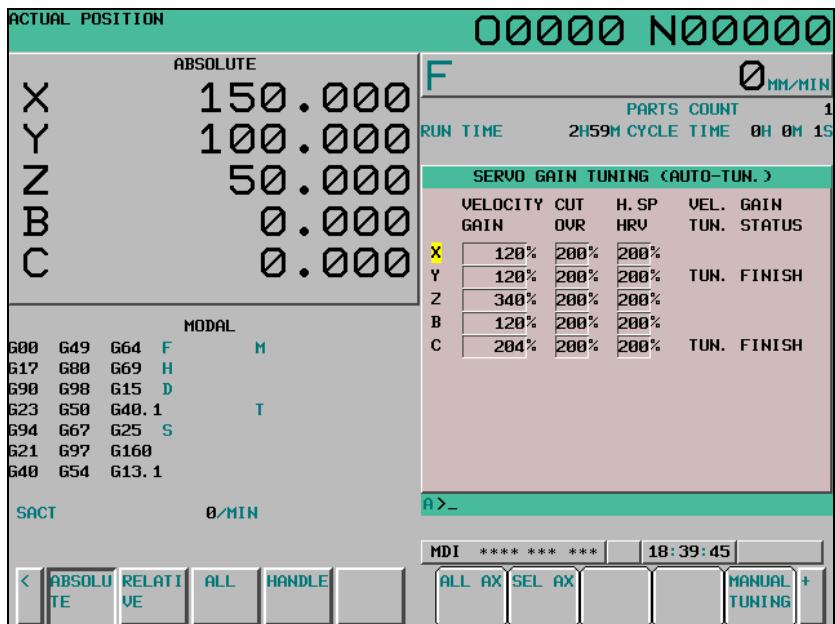 ACTUAL POSITION
O0000 N00000
ABSOLUTE
X 150.000
Y 100.000
Z 50.000
B 0.000
C 0.000
F 0 MM/MIN
PARTS COUNT 1
RUN TIME 2H59M CYCLE TIME 0H 0M 1S
SERVO GAIN TUNING (AUTO-TUN.)
VELOCITY CUT H.SP VEL. GAIN
GAIN OVR HRV TUN. STATUS
X 120% 200% 200%
Y 120% 200% 200% TUN. FINISH
Z 340% 200% 200%
B 120% 200% 200%
C 204% 200% 200% TUN. FINISH
MODAL
G00 G49 G64 F M
G17 G80 G69 H
G90 G98 G15 D
G23 G50 G40.1 T
G94 G67 G25 S
G21 G97 G160
G40 G54 G13.1
SACT 0/MIN
A>_
MDI **** *** *** 18:39:45
< ABSOLU RELATI ALL HANDLE
TE VE
ALL AX SEL AX MANUAL +
TUNING